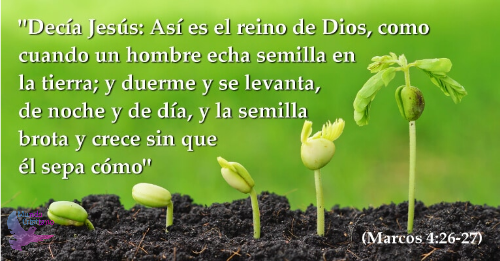 "Decía Jesús: Así es el reino de Dios, como
cuando un hombre echa semilla en
la tierra; y duerme y se levanta,
de noche y de día, y la semilla
brota y crece sin que
él sepa cómo"
(Marcos 4:26-27)